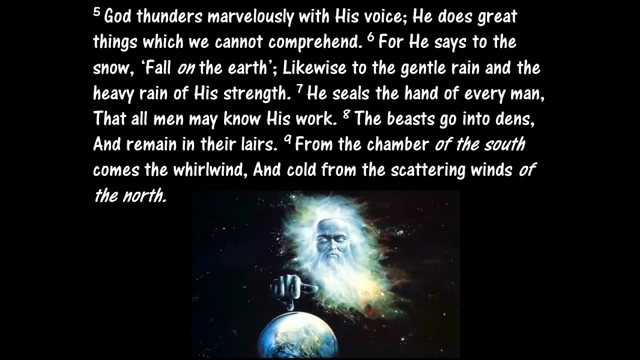 ⁵ God thunders marvelously with His voice; He does great
things which we cannot comprehend. ⁶ For He says to the
snow, ‘Fall on the earth’; Likewise to the gentle rain and the
heavy rain of His strength. ⁷ He seals the hand of every man,
That all men may know His work. ⁸ The beasts go into dens,
And remain in their lairs. ⁹ From the chamber of the south
comes the whirlwind, And cold from the scattering winds of
the north.